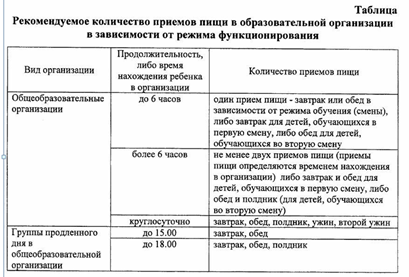 Таблица
Рекомендуемое количество приемов пищи в образовательной организации
в зависимости от режима функционирования
Вид организации
Продолжительность,
либо время
нахождения ребенка
в организации
Количество приемов пищи
Общеобразовательные
организации
до 6 часов
один прием пищи - завтрак или обед в
зависимости от режима обучения (смены),
либо завтрак для детей, обучающихся в
первую смену, либо обед для детей,
обучающихся во вторую смену
более 6 часов
не менее двух приемов пищи (приемы
пищи определяются временем нахождения
в организации) либо завтрак и обед для
детей, обучающихся в первую смену, либо
обед и полдник (для детей, обучающихся
во вторую смену)
круглосуточно
завтрак, обед, полдник, ужин, второй ужин
Группы продленного
дня в
общеобразовательной
организации
до 15.00
завтрак, обед
до 18.00
завтрак, обед, полдник